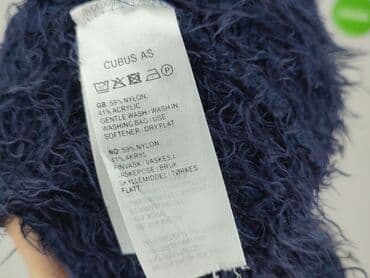 CUBUS AS
GB: 59% NYLON.
41% ACRYLIC
GENTLE WASH | WASH IN
WASHING BAG | USE
SOFTENER | DRY FLAT
NO: 59% NYLON.
41% AKRYL
FINVASK | VASKES I
VASKEPOSE | BRUK
SKYLLEMIDDEL | TØRKES
FLATT.